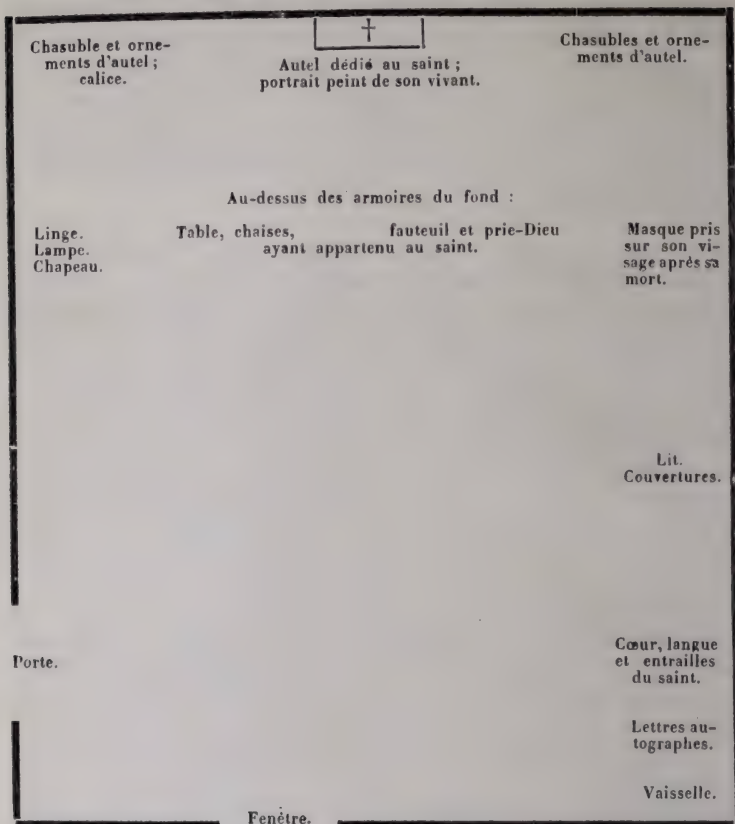 Chasuble et orne-
ments d'autel ;
calice.
†
Autel dédié au saint ;
portrait peint de son vivant.
Chasubles et orne-
ments d'autel.
Au-dessus des armoires du fond :
Linge.
Lampe.
Chapeau.
Table, chaises, fauteuil et prie-Dieu
ayant appartenu au saint.
Masque pris
sur son vi-
sage après sa
mort.
Lit.
Couvertures.
Porte.
Cœur, langue
et entrailles
du saint.
Lettres au-
tographes.
Vaisselle.
Fenêtre.